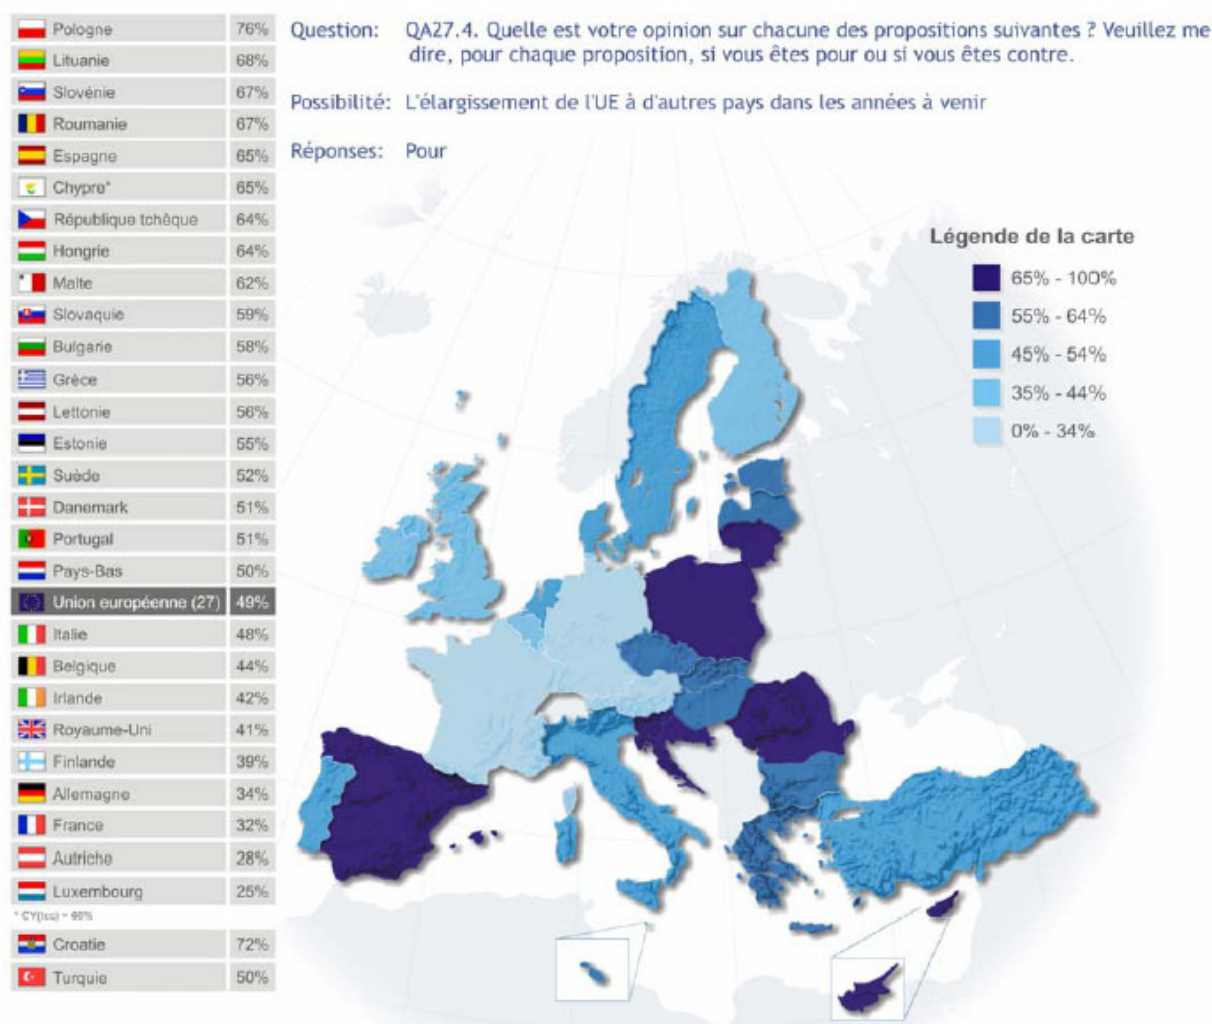 Pologne 76%
Lituanie 68%
Slovénie 67%
Roumanie 67%
Espagne 65%
Chypre* 65%
République tchèque 64%
Hongrie 64%
Malte 62%
Slovaquie 59%
Bulgarie 58%
Grèce 56%
Lettonie 56%
Estonie 55%
Suède 52%
Danemark 51%
Portugal 51%
Pays-Bas 50%
Union européenne (27) 49%
Italie 48%
Belgique 44%
Irlande 42%
Royaume-Uni 41%
Finlande 39%
Allemagne 34%
France 32%
Autriche 28%
Luxembourg 25%
* CY(tcc) =
Croatie 72%
Turquie 50%
Question: QA27.4. Quelle est votre opinion sur chacune des propositions suivantes ? Veuillez me
dire, pour chaque proposition, si vous êtes pour ou si vous êtes contre.
Possibilité: L'élargissement de l'UE à d'autres pays dans les années à venir
Réponses: Pour
Légende de la carte
65% - 100%
55% - 64%
45% - 54%
35% - 44%
0% - 34%